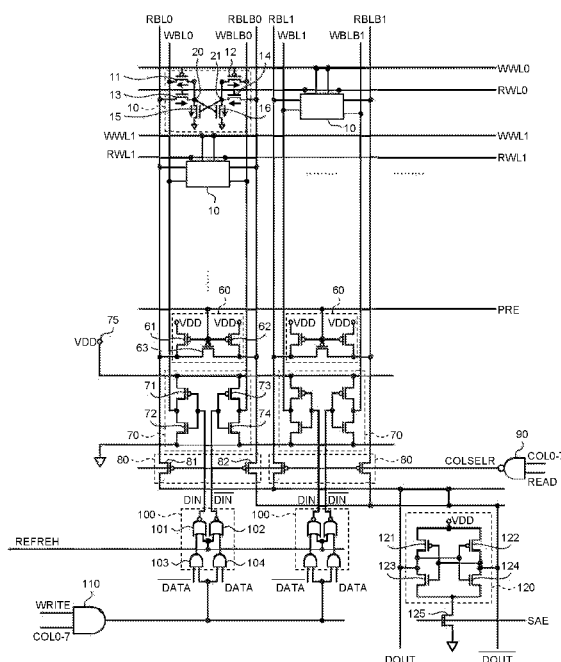 RBL0 RBLB0 RBL1 RBLB1
WBL0 WBLB0 WBL1 WBLB1
20 21 12 14
11 WWL0
13 RWL0
10 10
15 16
WWL1 WWL1
RWL1 RWL1
10
60 60
PRE
75 VDD VDD VDD VDD
61 62
VDD 63
71 73
72 74
70 70 90
80 81 82 80 COLSELR COL0-7
READ
DIN DIN DIN DIN
100 100
101 102
121 VDD 122
REFREH
103 104
123 124
120
110 DATA DATA DATA DATA
WRITE 125 SAE
COL0-7
DOUT DOUT